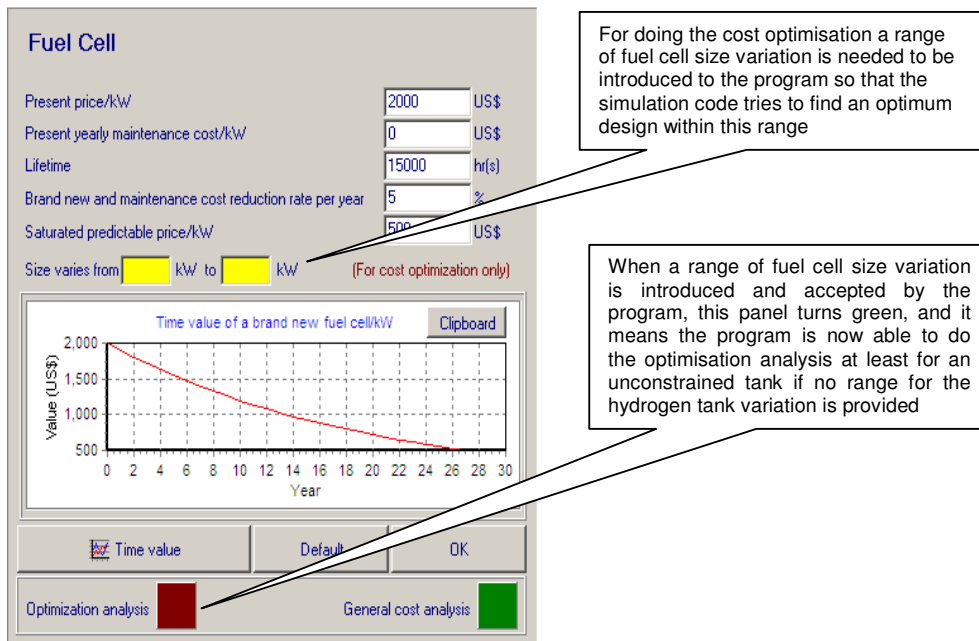 Fuel Cell
Present price/kW 2000 US$
Present yearly maintenance cost/kW 0 US$
Lifetime 15000 hr(s)
Brand new and maintenance cost reduction rate per year 5 %
Saturated predictable price/kW 500 US$
Size varies from kW to kW (For cost optimization only)
Time value of a brand new fuel cell/kW Clipboard
Value (US$)
2,000
1,500
1,000
500
0 2 4 6 8 10 12 14 16 18 20 22 24 26 28 30
Year
Time value Default OK
Optimization analysis General cost analysis
For doing the cost optimisation a range
of fuel cell size variation is needed to be
introduced to the program so that the
simulation code tries to find an optimum
design within this range
When a range of fuel cell size variation
is introduced and accepted by the
program, this panel turns green, and it
means the program is now able to do
the optimisation analysis at least for an
unconstrained tank if no range for the
hydrogen tank variation is provided